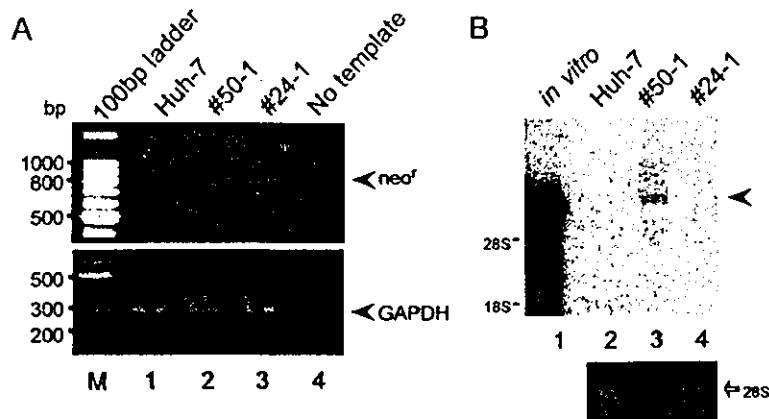 A
100bp ladder
Huh-7
#50-1
#24-1
No template
bp
1000
800
500
neoʳ
500
300
200
GAPDH
M 1 2 3 4
B
in vitro
Huh-7
#50-1
#24-1
28S
18S
1 2 3 4
28S